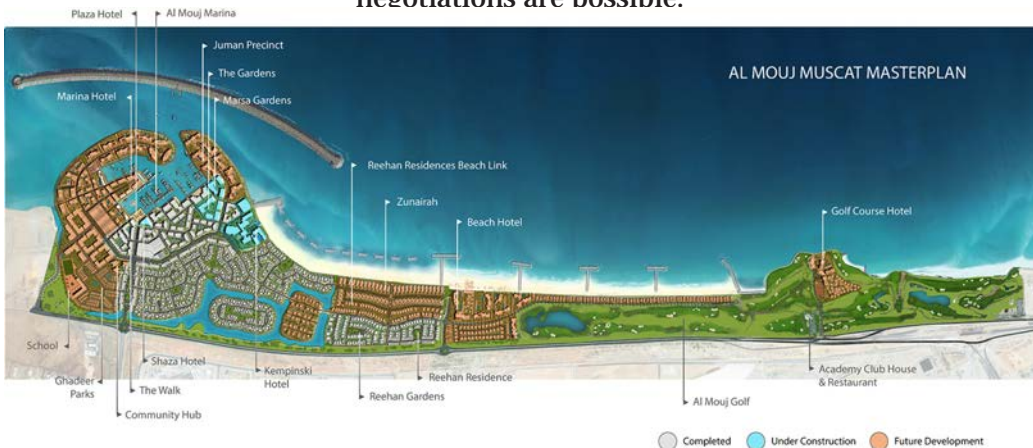 negotiations are possible.
Plaza Hotel
Al Mouj Marina
Juman Precinct
The Gardens
Marsa Gardens
Marina Hotel
AL MOUJ MUSCAT MASTERPLAN
Reehan Residences Beach Link
Zunairah
Beach Hotel
Golf Course Hotel
School
Ghadeer
Parks
Shaza Hotel
The Walk
Community Hub
Kempinski
Hotel
Reehan Gardens
Reehan Residence
Al Mouj Golf
Academy Club House
& Restaurant
Completed
Under Construction
Future Development